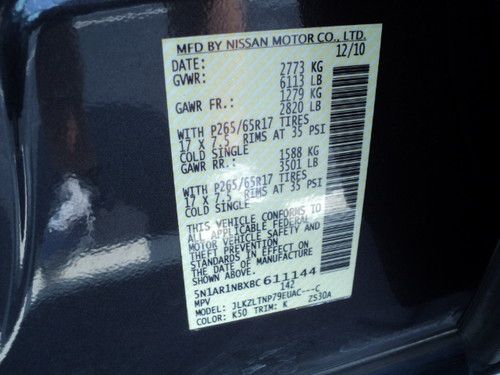 MFD BY NISSAN MOTOR CO., LTD.
DATE: 12/10
GVWR: 2773 KG
6113 LB
GAWR FR.: 1279 KG
2820 LB
WITH P265/65R17 TIRES
17 X 7.5 RIMS AT 35 PSI
COLD SINGLE
GAWR RR.: 1588 KG
3501 LB
WITH P265/65R17 TIRES
17 X 7.5 RIMS AT 35 PSI
COLD SINGLE
THIS VEHICLE CONFORMS TO
ALL APPLICABLE FEDERAL
MOTOR VEHICLE SAFETY AND
THEFT PREVENTION
STANDARDS IN EFFECT ON
THE DATE OF MANUFACTURE
SHOWN ABOVE.
5N1AR1NBXBC611144
MPV 142
JLKZLTNP79EUAC---C
COLOR: K50 TRIM: K ZS30A